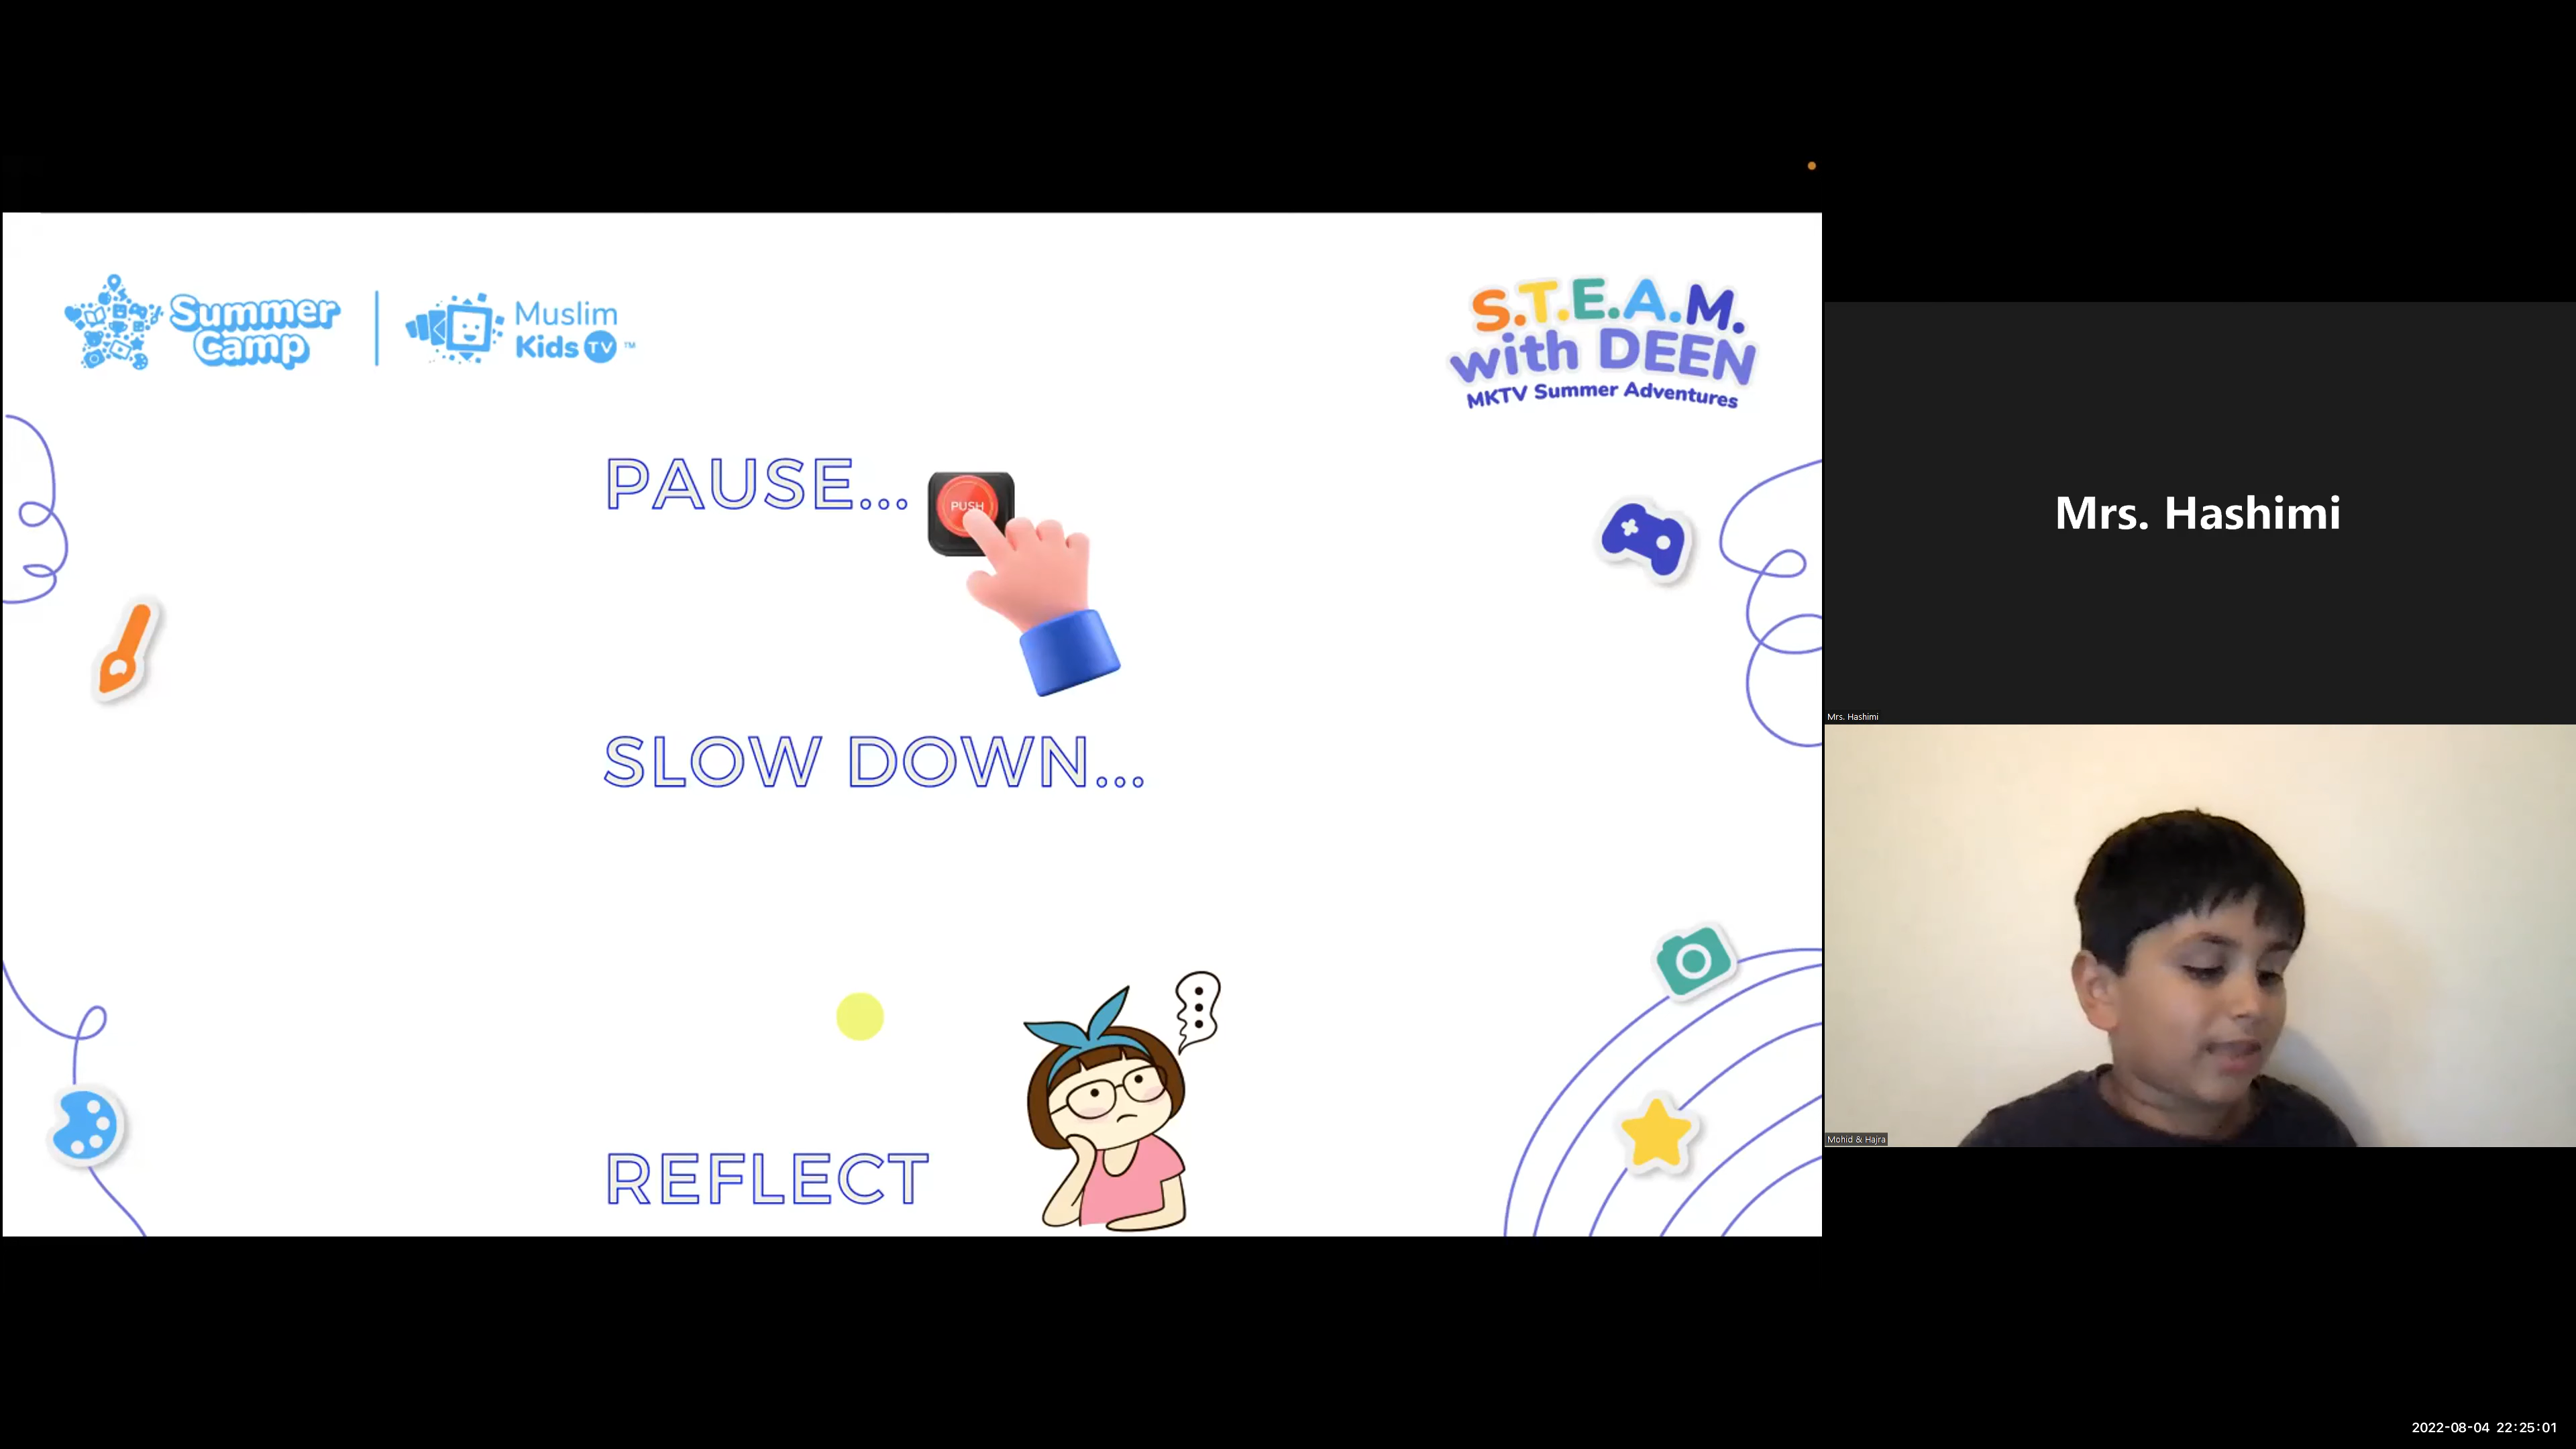 Summer
Camp
Muslim
Kids TV ™
S.T.E.A.M.
with DEEN
MKTV Summer Adventures
PAUSE...
PUSH
SLOW DOWN...
REFLECT
Mrs. Hashimi
Mrs. Hashimi
Mohid & Hajra
2022-08-04 22:25:01